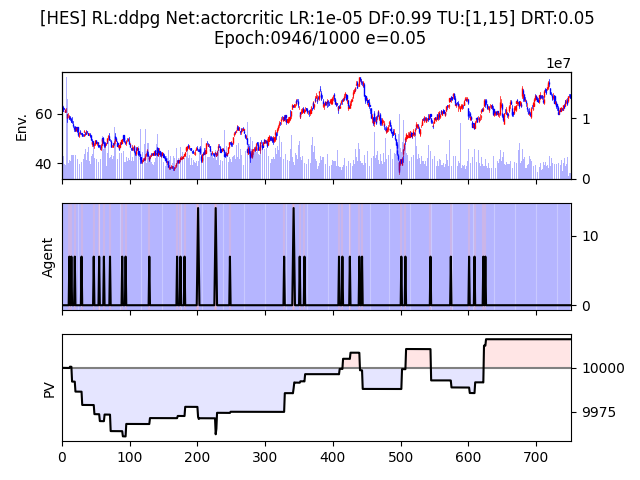 [HES] RL:ddpg Net:actorcritic LR:1e-05 DF:0.99 TU:[1,15] DRT:0.05
Epoch:0946/1000 e=0.05
1e7
Env.
60
40
1
0
Agent
10
0
PV
10000
9975
0 100 200 300 400 500 600 700